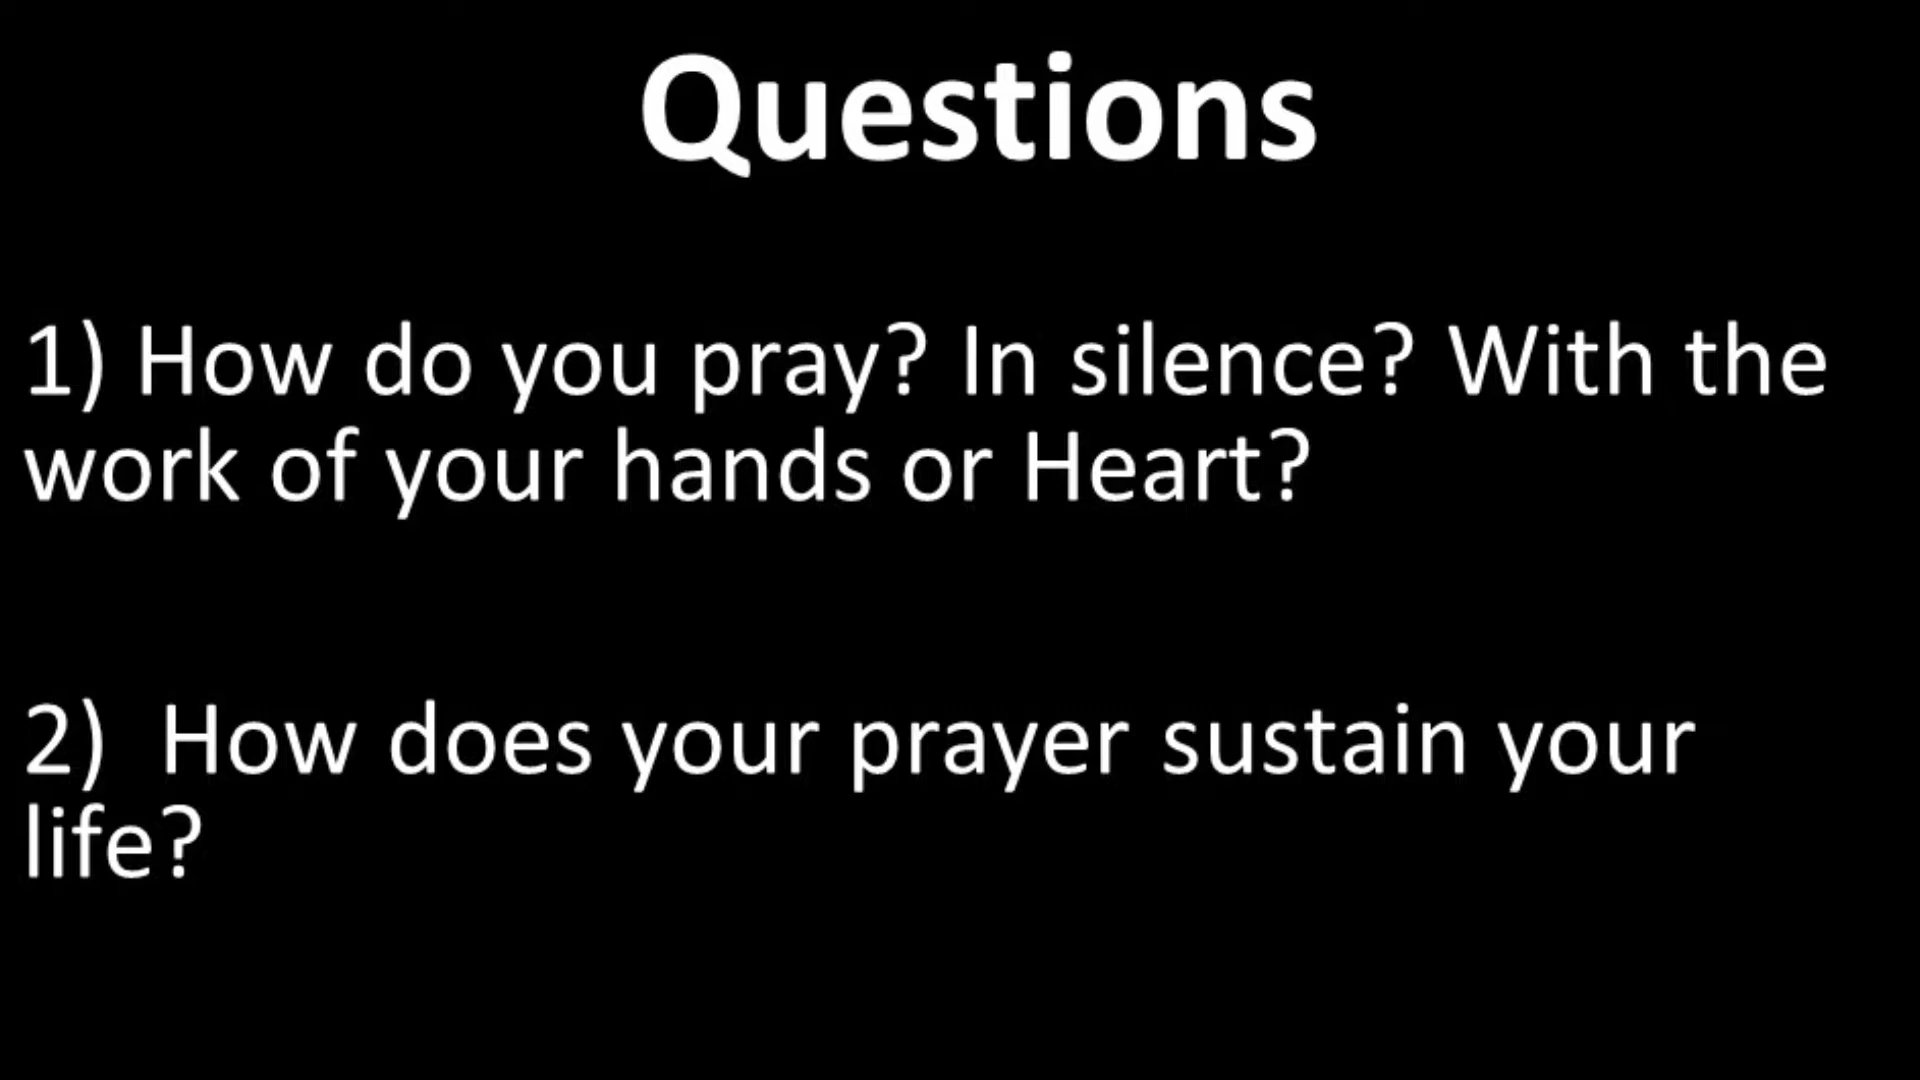 Questions
1) How do you pray? In silence? With the
work of your hands or Heart?
2)  How does your prayer sustain your
life?